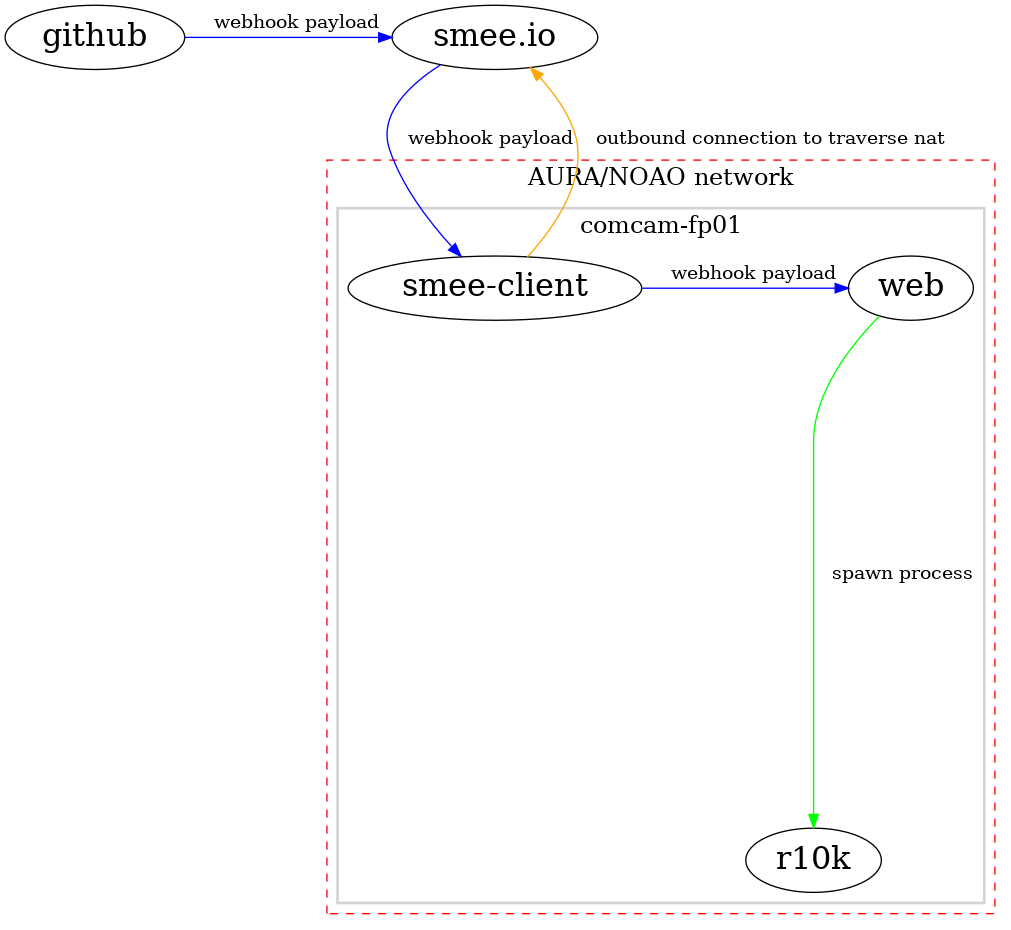 github
webhook payload
smee.io
webhook payload
outbound connection to traverse nat
AURA/NOAO network
comcam-fp01
smee-client
webhook payload
web
spawn process
r10k